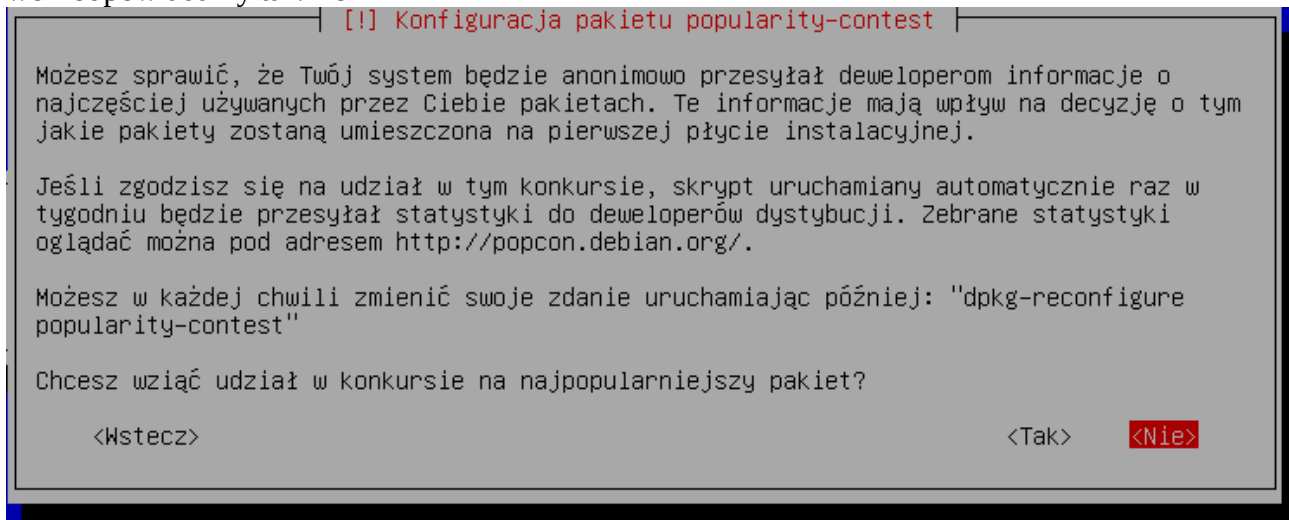 [!] Konfiguracja pakietu popularity-contest
Możesz sprawić, że Twój system będzie anonimowo przesyłał deweloperom informacje o
najczęściej używanych przez Ciebie pakietach. Te informacje mają wpływ na decyzję o tym
jakie pakiety zostaną umieszczona na pierwszej płycie instalacyjnej.
Jeśli zgodzisz się na udział w tym konkursie, skrypt uruchamiany automatycznie raz w
tygodniu będzie przesyłał statystyki do deweloperów dystybucji. Zebrane statystyki
oglądać można pod adresem http://popcon.debian.org/.
Możesz w każdej chwili zmienić swoje zdanie uruchamiając później: "dpkg-reconfigure
popularity-contest"
Chcesz wziąć udział w konkursie na najpopularniejszy pakiet?
<Wstecz> <Tak> <Nie>